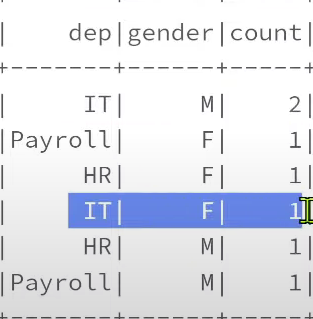 |     dep|gender|count|
+-------+------+-----+
|     IT|     M|    2|
|Payroll|     F|    1|
|     HR|     F|    1|
|     IT|     F|    1|
|     HR|     M|    1|
|Payroll|     M|    1|
+-------+------+-----+